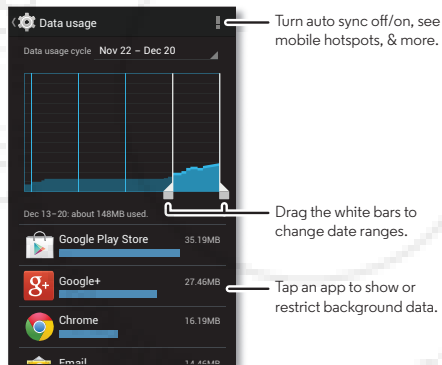 Data usage
Turn auto sync off/on, see
mobile hotspots, & more.
Data usage cycle Nov 22 – Dec 20
Dec 13–20: about 148MB used.
Drag the white bars to
change date ranges.
Google Play Store 35.19MB
Google+ 27.46MB
Tap an app to show or
restrict background data.
Chrome 16.19MB
Email 14.46MB